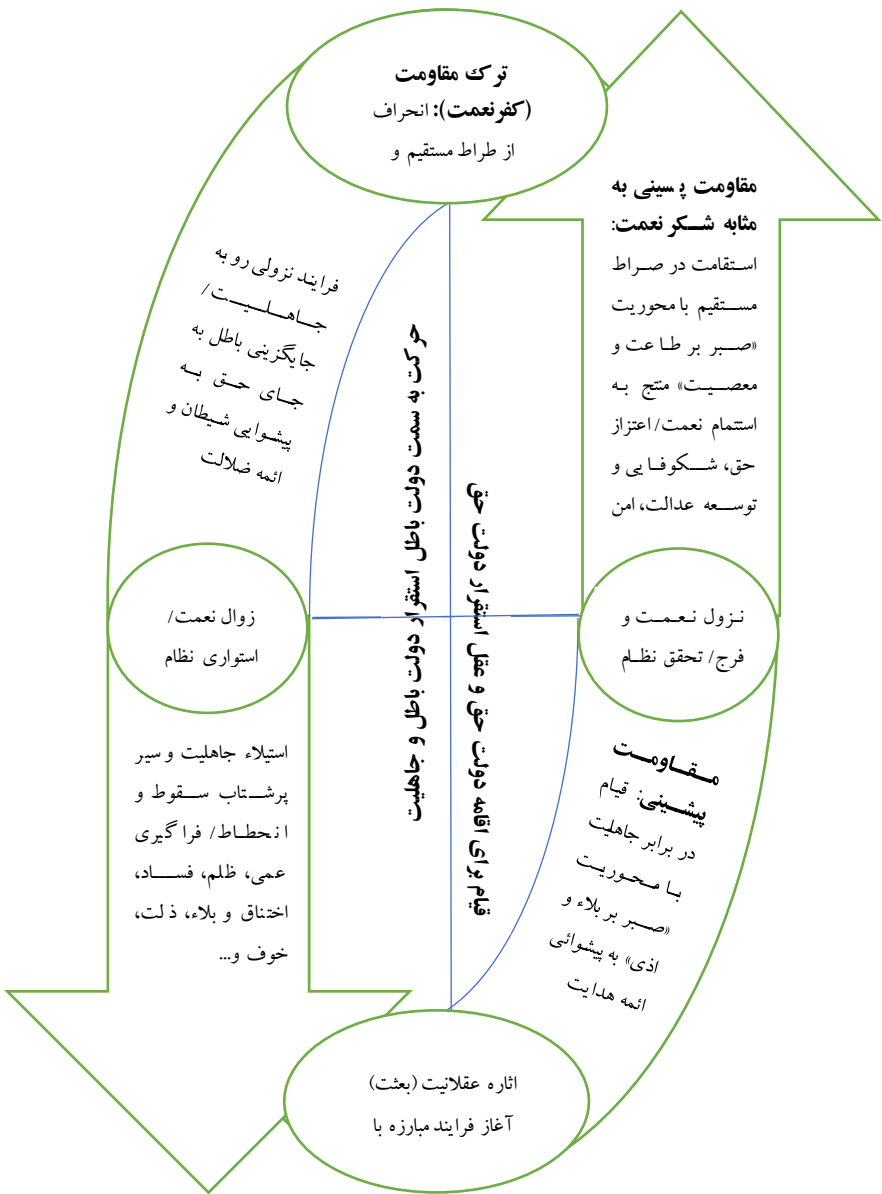 ترک مقاومت
(کفرنعمت): انحراف
از طراط مستقیم و
مقاومت پسینی به
مثابه شکر نعمت:
استقامت در صراط
مستقیم با محوریت
«صبر بر طاعت و
معصیت» منتج به
استتمام نعمت/اعتزاز
حق، شکوفایی و
توسعه عدالت، امن
فرایند نزولی رو به
جاهلیت/
جایگزینی باطل به
جای حق به
پیشوایی شیطان و
ائمه ضلالت
حرکت به سمت دولت باطل استقرار دولت باطل و جاهلیت
قیام برای اقامه دولت حق و عقل استقرار دولت حق
نزول نعمت و
فرج/ تحقق نظام
زوال نعمت/
استواری نظام
استیلاء جاهلیت و سیر
پرشتاب سقوط و
انحطاط/ فراگیری
عمی، ظلم، فساد،
اختناق و بلاء، ذلت،
خوف و...
مقاومت
پیشینی: قیام
در برابر جاهلیت
با محوریت
«صبر بر بلاء و
اذی» به پیشوائی
ائمه هدایت
اثاره عقلانیت (بعثت)
آغاز فرایند مبارزه با